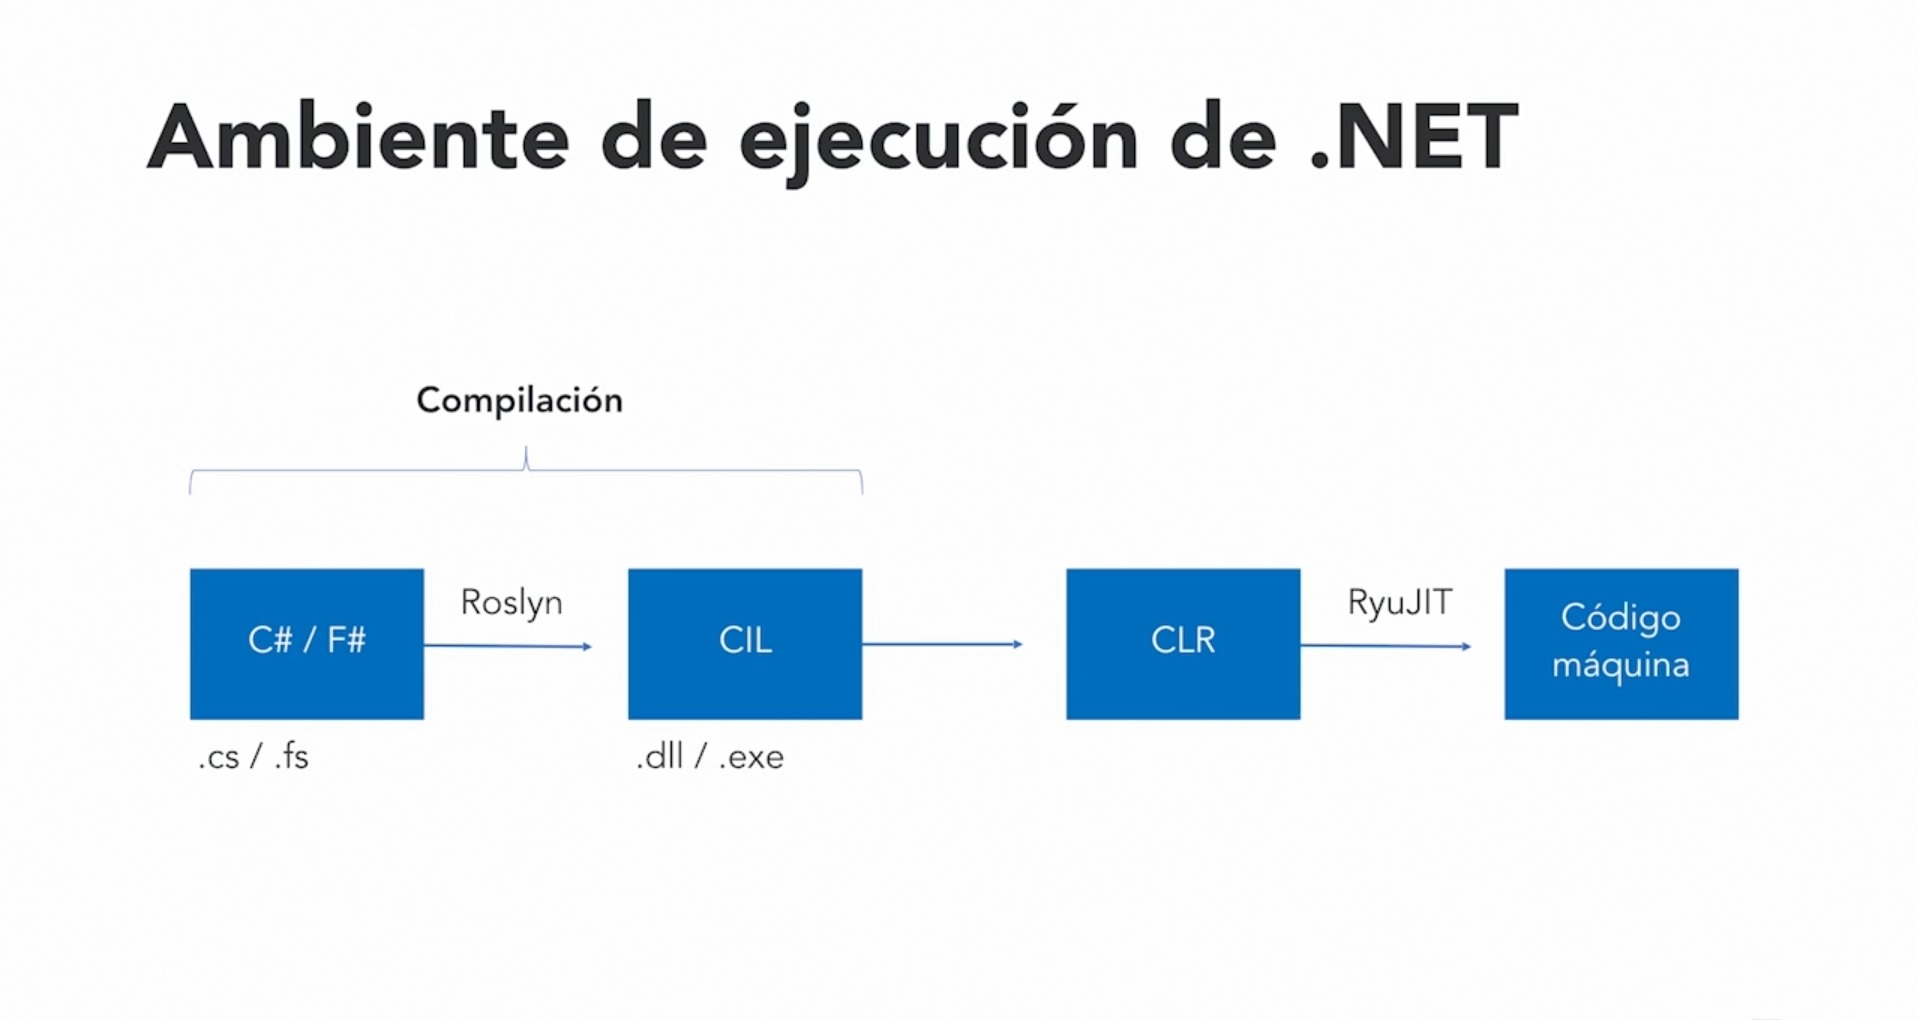 Ambiente de ejecución de .NET
Compilación
C# / F#
Roslyn
CIL
CLR
RyuJIT
Código
máquina
.cs / .fs
.dll / .exe